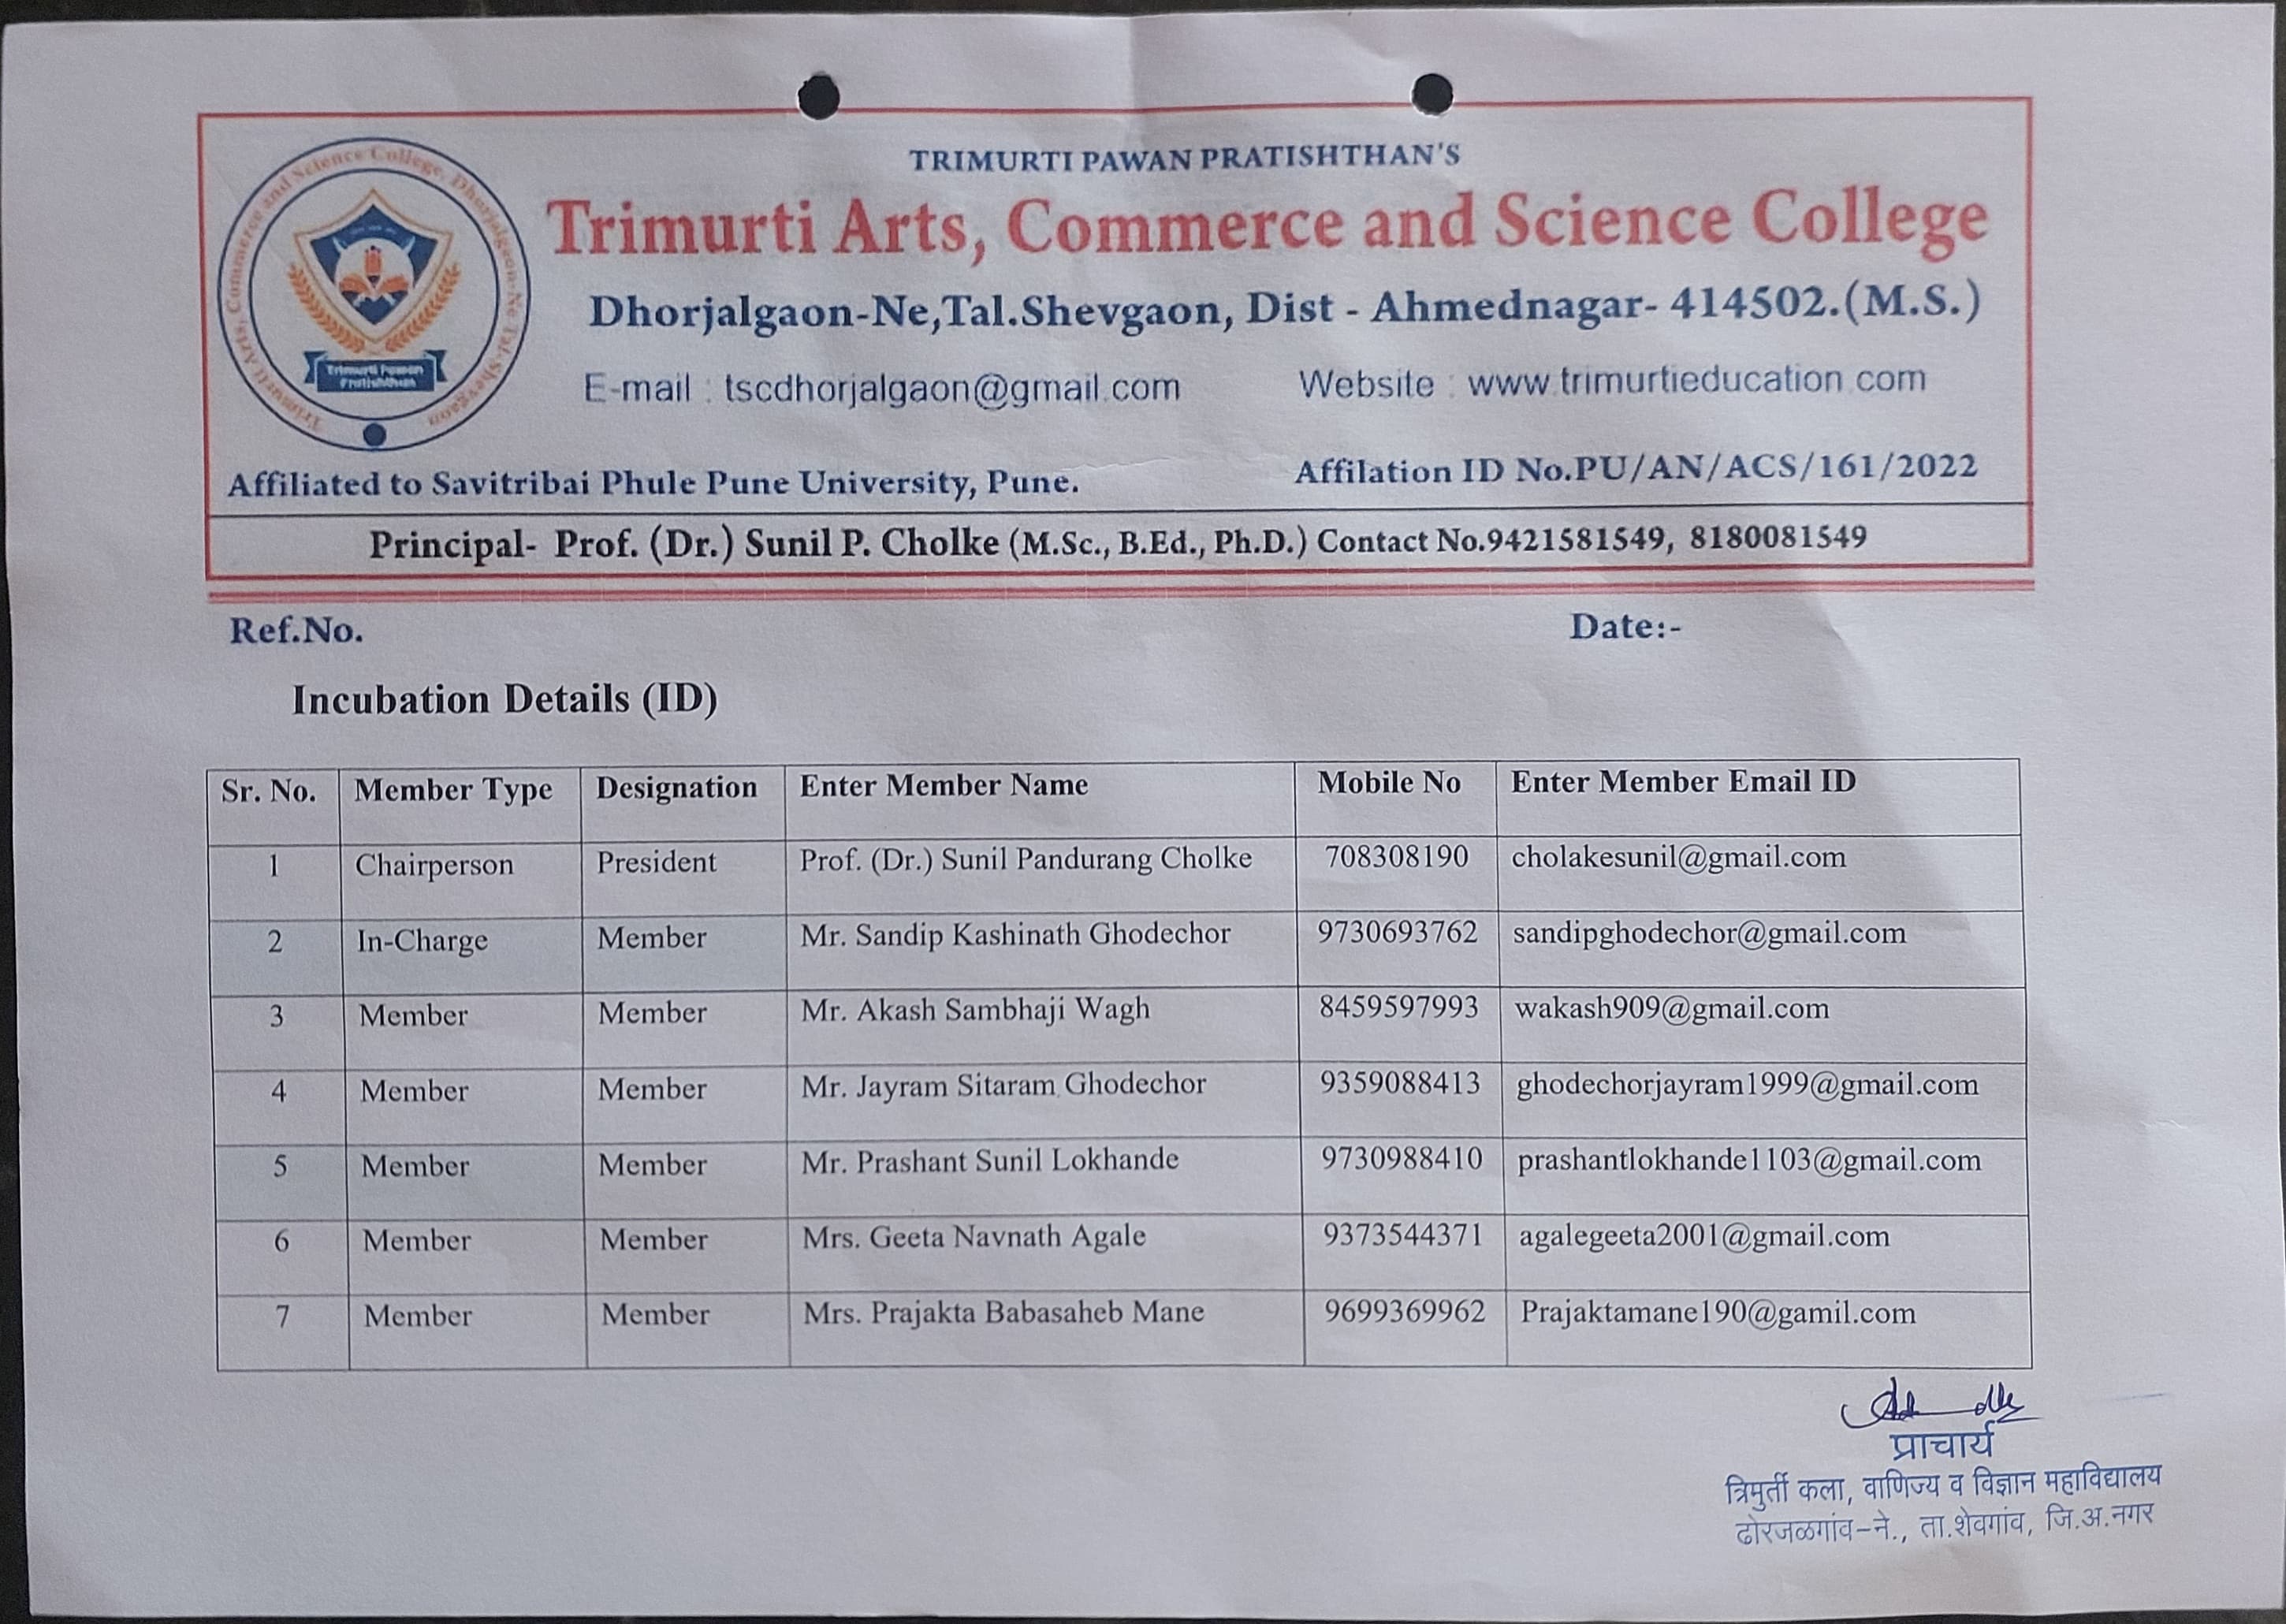 TRIMURTI PAWAN PRATISHTHAN'S
Trimurti Arts, Commerce and Science College
Dhorjalgaon-Ne,Tal.Shevgaon, Dist - Ahmednagar- 414502.(M.S.)
E-mail : tscdhorjalgaon@gmail.com Website : www.trimurtieducation.com
Trimurti Arts, Commerce and Science College, Dhorjalgaon-Ne Tal-Shevgaon
Trimurti Pawan
Pratishthan
Affiliated to Savitribai Phule Pune University, Pune. Affilation ID No.PU/AN/ACS/161/2022
Principal- Prof. (Dr.) Sunil P. Cholke (M.Sc., B.Ed., Ph.D.) Contact No.9421581549, 8180081549
Ref.No. Date:-
Incubation Details (ID)
Sr. No. Member Type Designation Enter Member Name Mobile No Enter Member Email ID
1 Chairperson President Prof. (Dr.) Sunil Pandurang Cholke 708308190 cholakesunil@gmail.com
2 In-Charge Member Mr. Sandip Kashinath Ghodechor 9730693762 sandipghodechor@gmail.com
3 Member Member Mr. Akash Sambhaji Wagh 8459597993 wakash909@gmail.com
4 Member Member Mr. Jayram Sitaram Ghodechor 9359088413 ghodechorjayram1999@gmail.com
5 Member Member Mr. Prashant Sunil Lokhande 9730988410 prashantlokhande1103@gmail.com
6 Member Member Mrs. Geeta Navnath Agale 9373544371 agalegeeta2001@gmail.com
7 Member Member Mrs. Prajakta Babasaheb Mane 9699369962 Prajaktamane190@gamil.com
प्राचार्य
त्रिमुर्ती कला, वाणिज्य व विज्ञान महाविद्यालय
ढोरजळगांव-ने., ता.शेवगांव, जि.अ.नगर